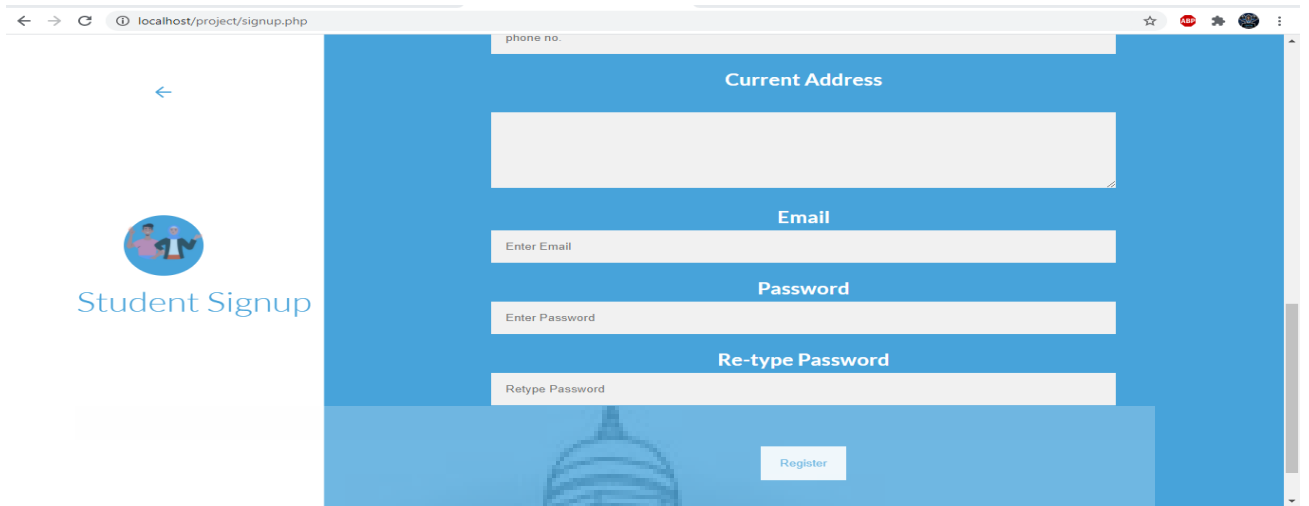 localhost/project/signup.php
ABP
phone no.
Current Address
Email
Enter Email
Student Signup
Password
Enter Password
Re-type Password
Retype Password
Register